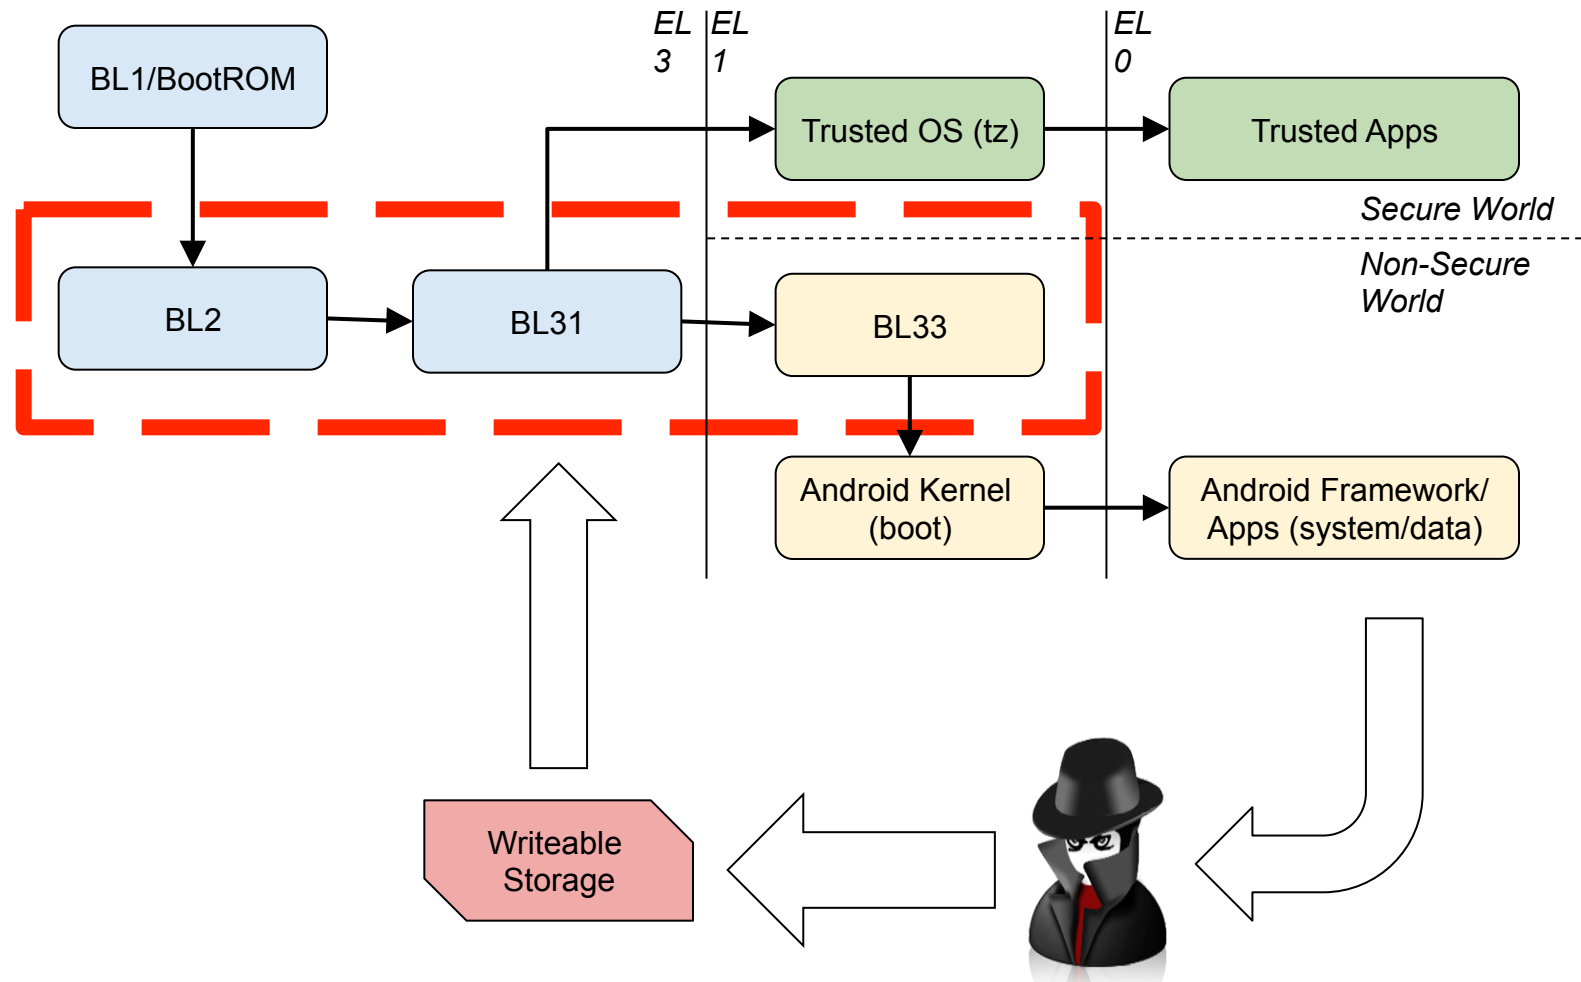 EL
3
EL
1
EL
0
BL1/BootROM
Trusted OS (tz)
Trusted Apps
Secure World
Non-Secure
World
BL2
BL31
BL33
Android Kernel
(boot)
Android Framework/
Apps (system/data)
Writeable
Storage